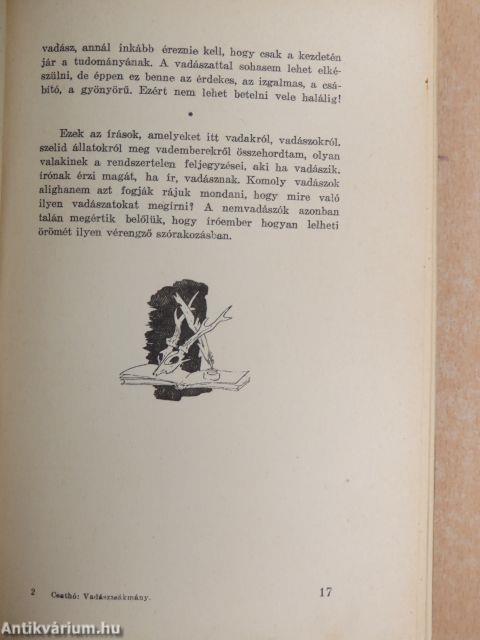 vadász, annál inkább éreznie kell, hogy csak a kezdetén
jár a tudományának. A vadászattal sohasem lehet elké-
szülni, de éppen ez benne az érdekes, az izgalmas, a csá-
bító, a gyönyörű. Ezért nem lehet betelni vele halálig!
*
Ezek az írások, amelyeket itt vadakról, vadászokról,
szelid állatokról meg vademberekről összehordtam, olyan
valakinek a rendszertelen feljegyzései, aki ha vadászik,
írónak érzi magát, ha ír, vadásznak. Komoly vadászok
alighanem azt fogják rájuk mondani, hogy mire való
ilyen vadászatokat megírni? A nemvadászók azonban
talán megértik belőlük, hogy íróember hogyan lelheti
örömét ilyen vérengző szórakozásban.
2 Csathó: Vadászzsákmány.
17
Antikvárium.hu